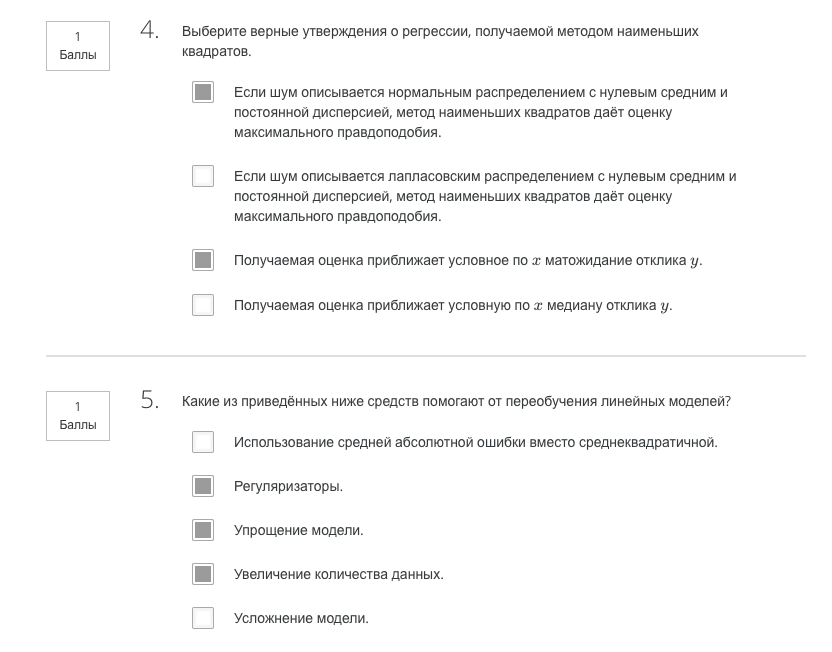 1
Баллы
4.
Выберите верные утверждения о регрессии, получаемой методом наименьших
квадратов.
Если шум описывается нормальным распределением с нулевым средним и
постоянной дисперсией, метод наименьших квадратов даёт оценку
максимального правдоподобия.
Если шум описывается лапласовским распределением с нулевым средним и
постоянной дисперсией, метод наименьших квадратов даёт оценку
максимального правдоподобия.
Получаемая оценка приближает условное по x матожидание отклика y.
Получаемая оценка приближает условную по x медиану отклика y.
1
Баллы
5.
Какие из приведённых ниже средств помогают от переобучения линейных моделей?
Использование средней абсолютной ошибки вместо среднеквадратичной.
Регуляризаторы.
Упрощение модели.
Увеличение количества данных.
Усложнение модели.